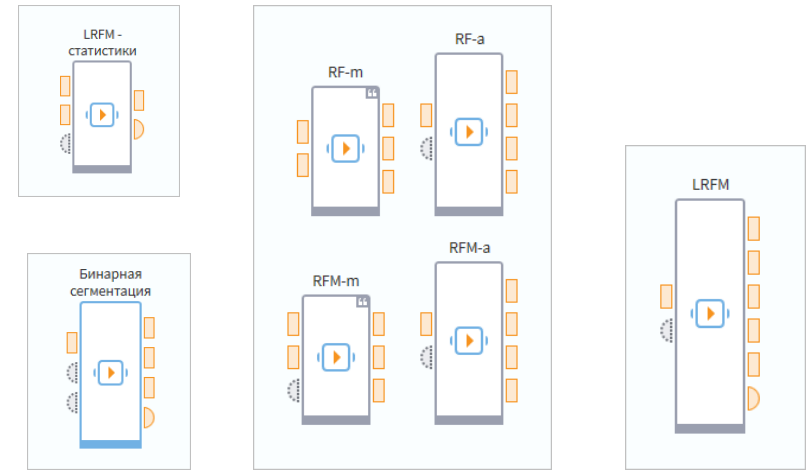 LRFM -
статистики
Бинарная
сегментация
RF-m
RF-a
RFM-m
RFM-a
LRFM